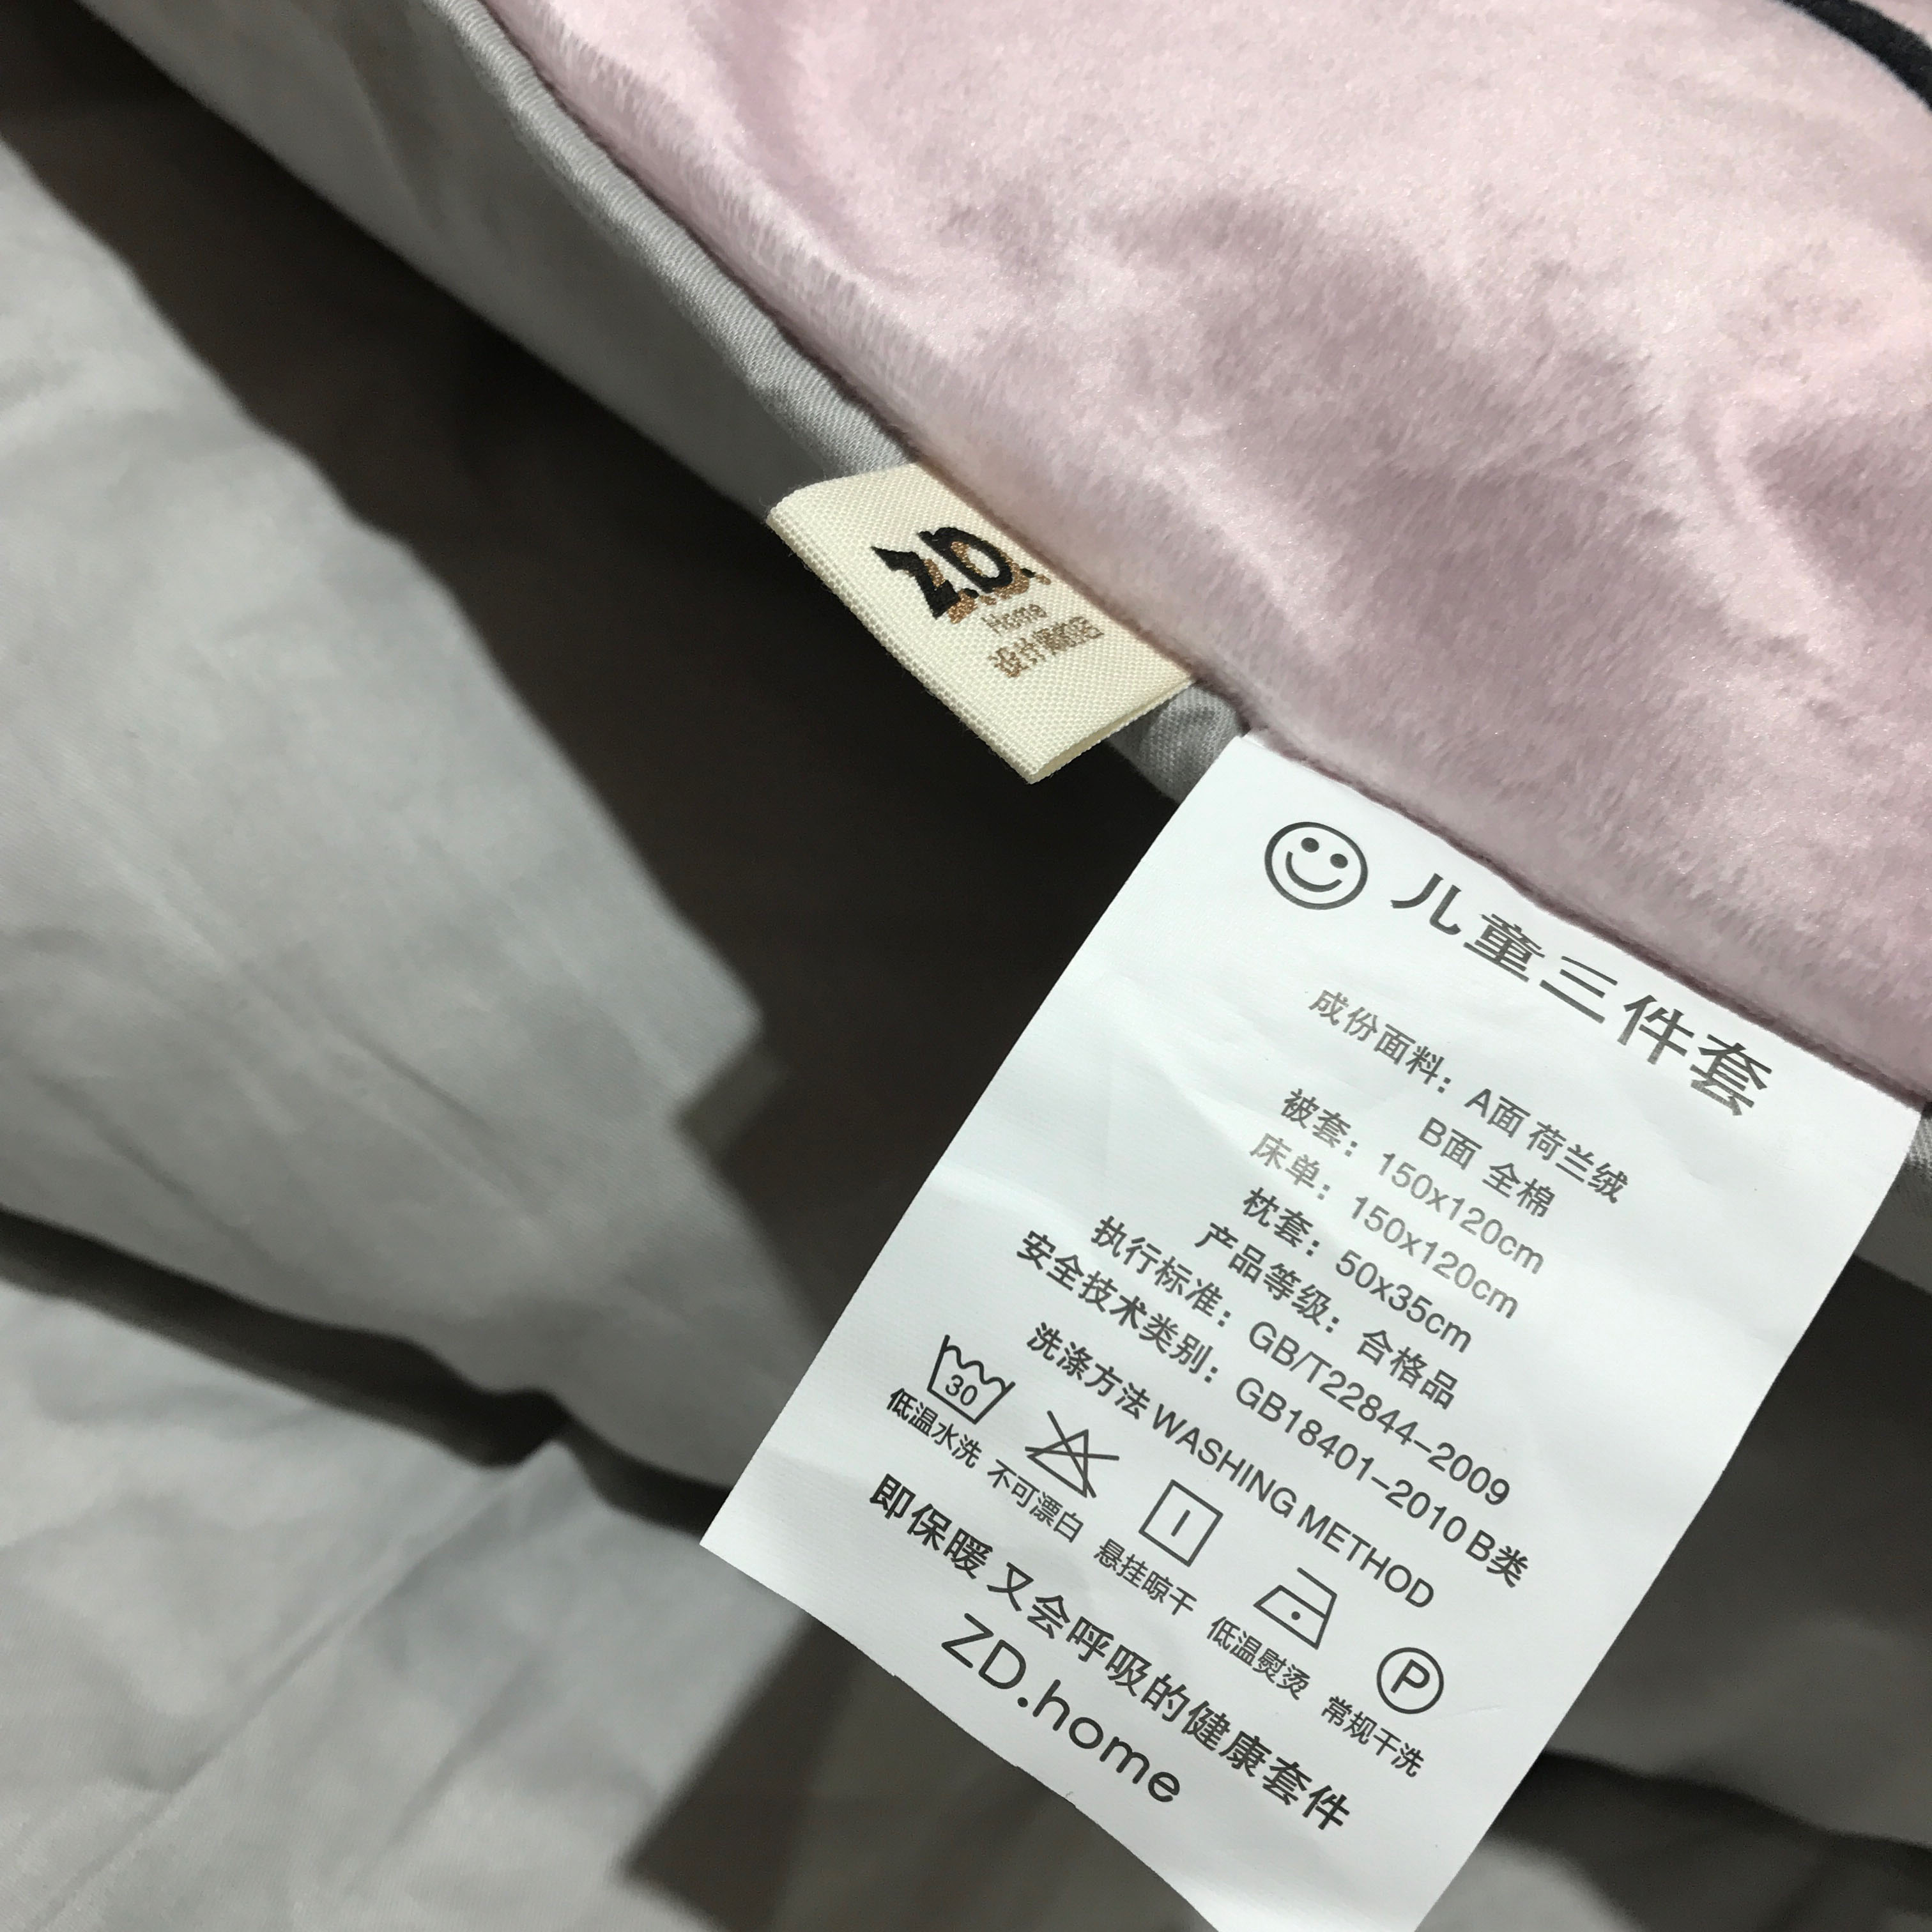 Z.D.
Home
儿童三件套
成份面料：A面 荷兰绒
B面 全棉
被套：150x120cm
床单：150x120cm
枕套：50x35cm
产品等级：合格品
执行标准：GB/T22844-2009
安全技术类别：GB18401-2010 B类
洗涤方法 WASHING METHOD
30
P
低温水洗 不可漂白 悬挂晾干 低温熨烫 常规干洗
即保暖 又会呼吸的健康套件
ZD.home